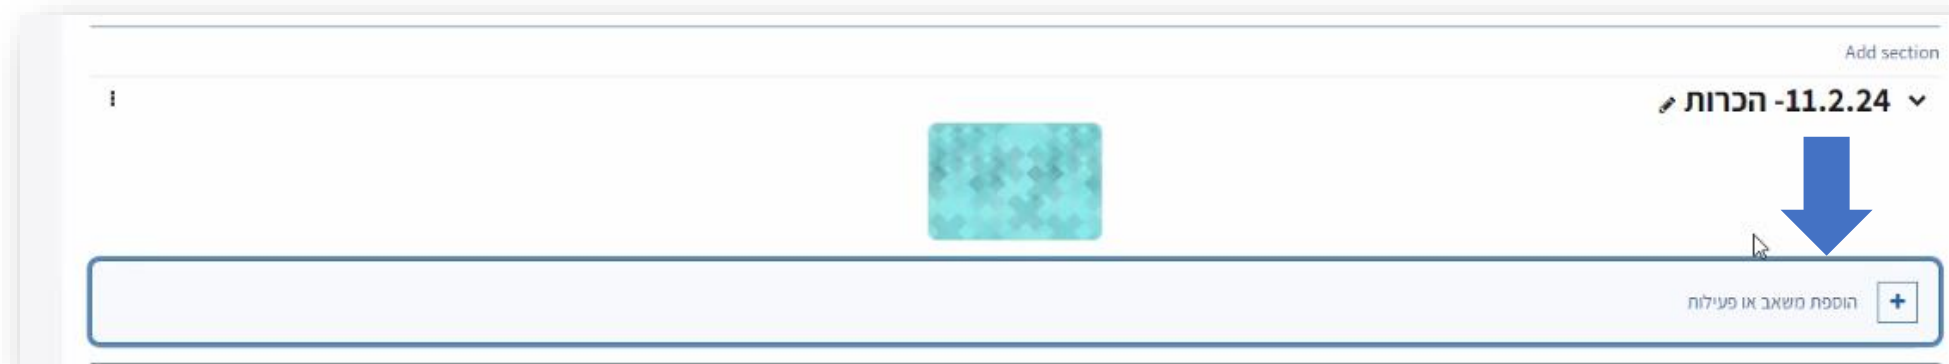 Add section
11.2.24- הכרות
הוספת משאב או פעילות